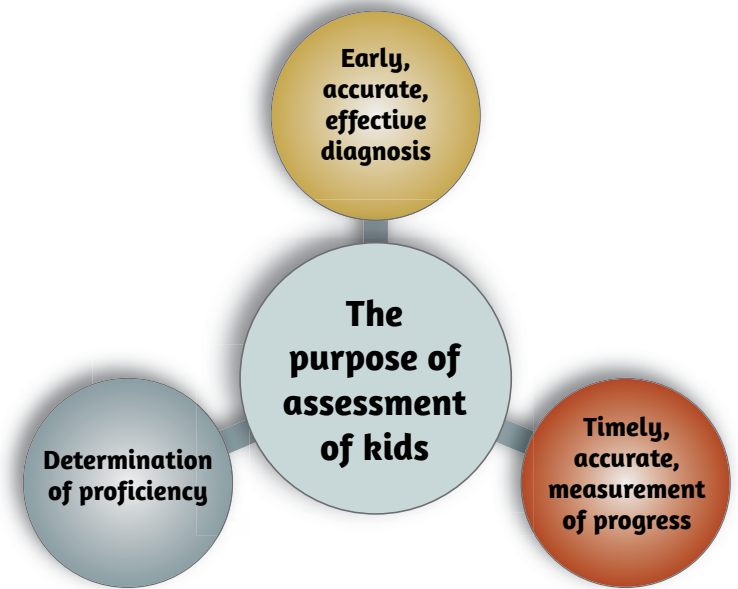 Early,
accurate,
effective
diagnosis
The
purpose of
assessment
of kids
Determination
of proficiency
Timely,
accurate,
measurement
of progress